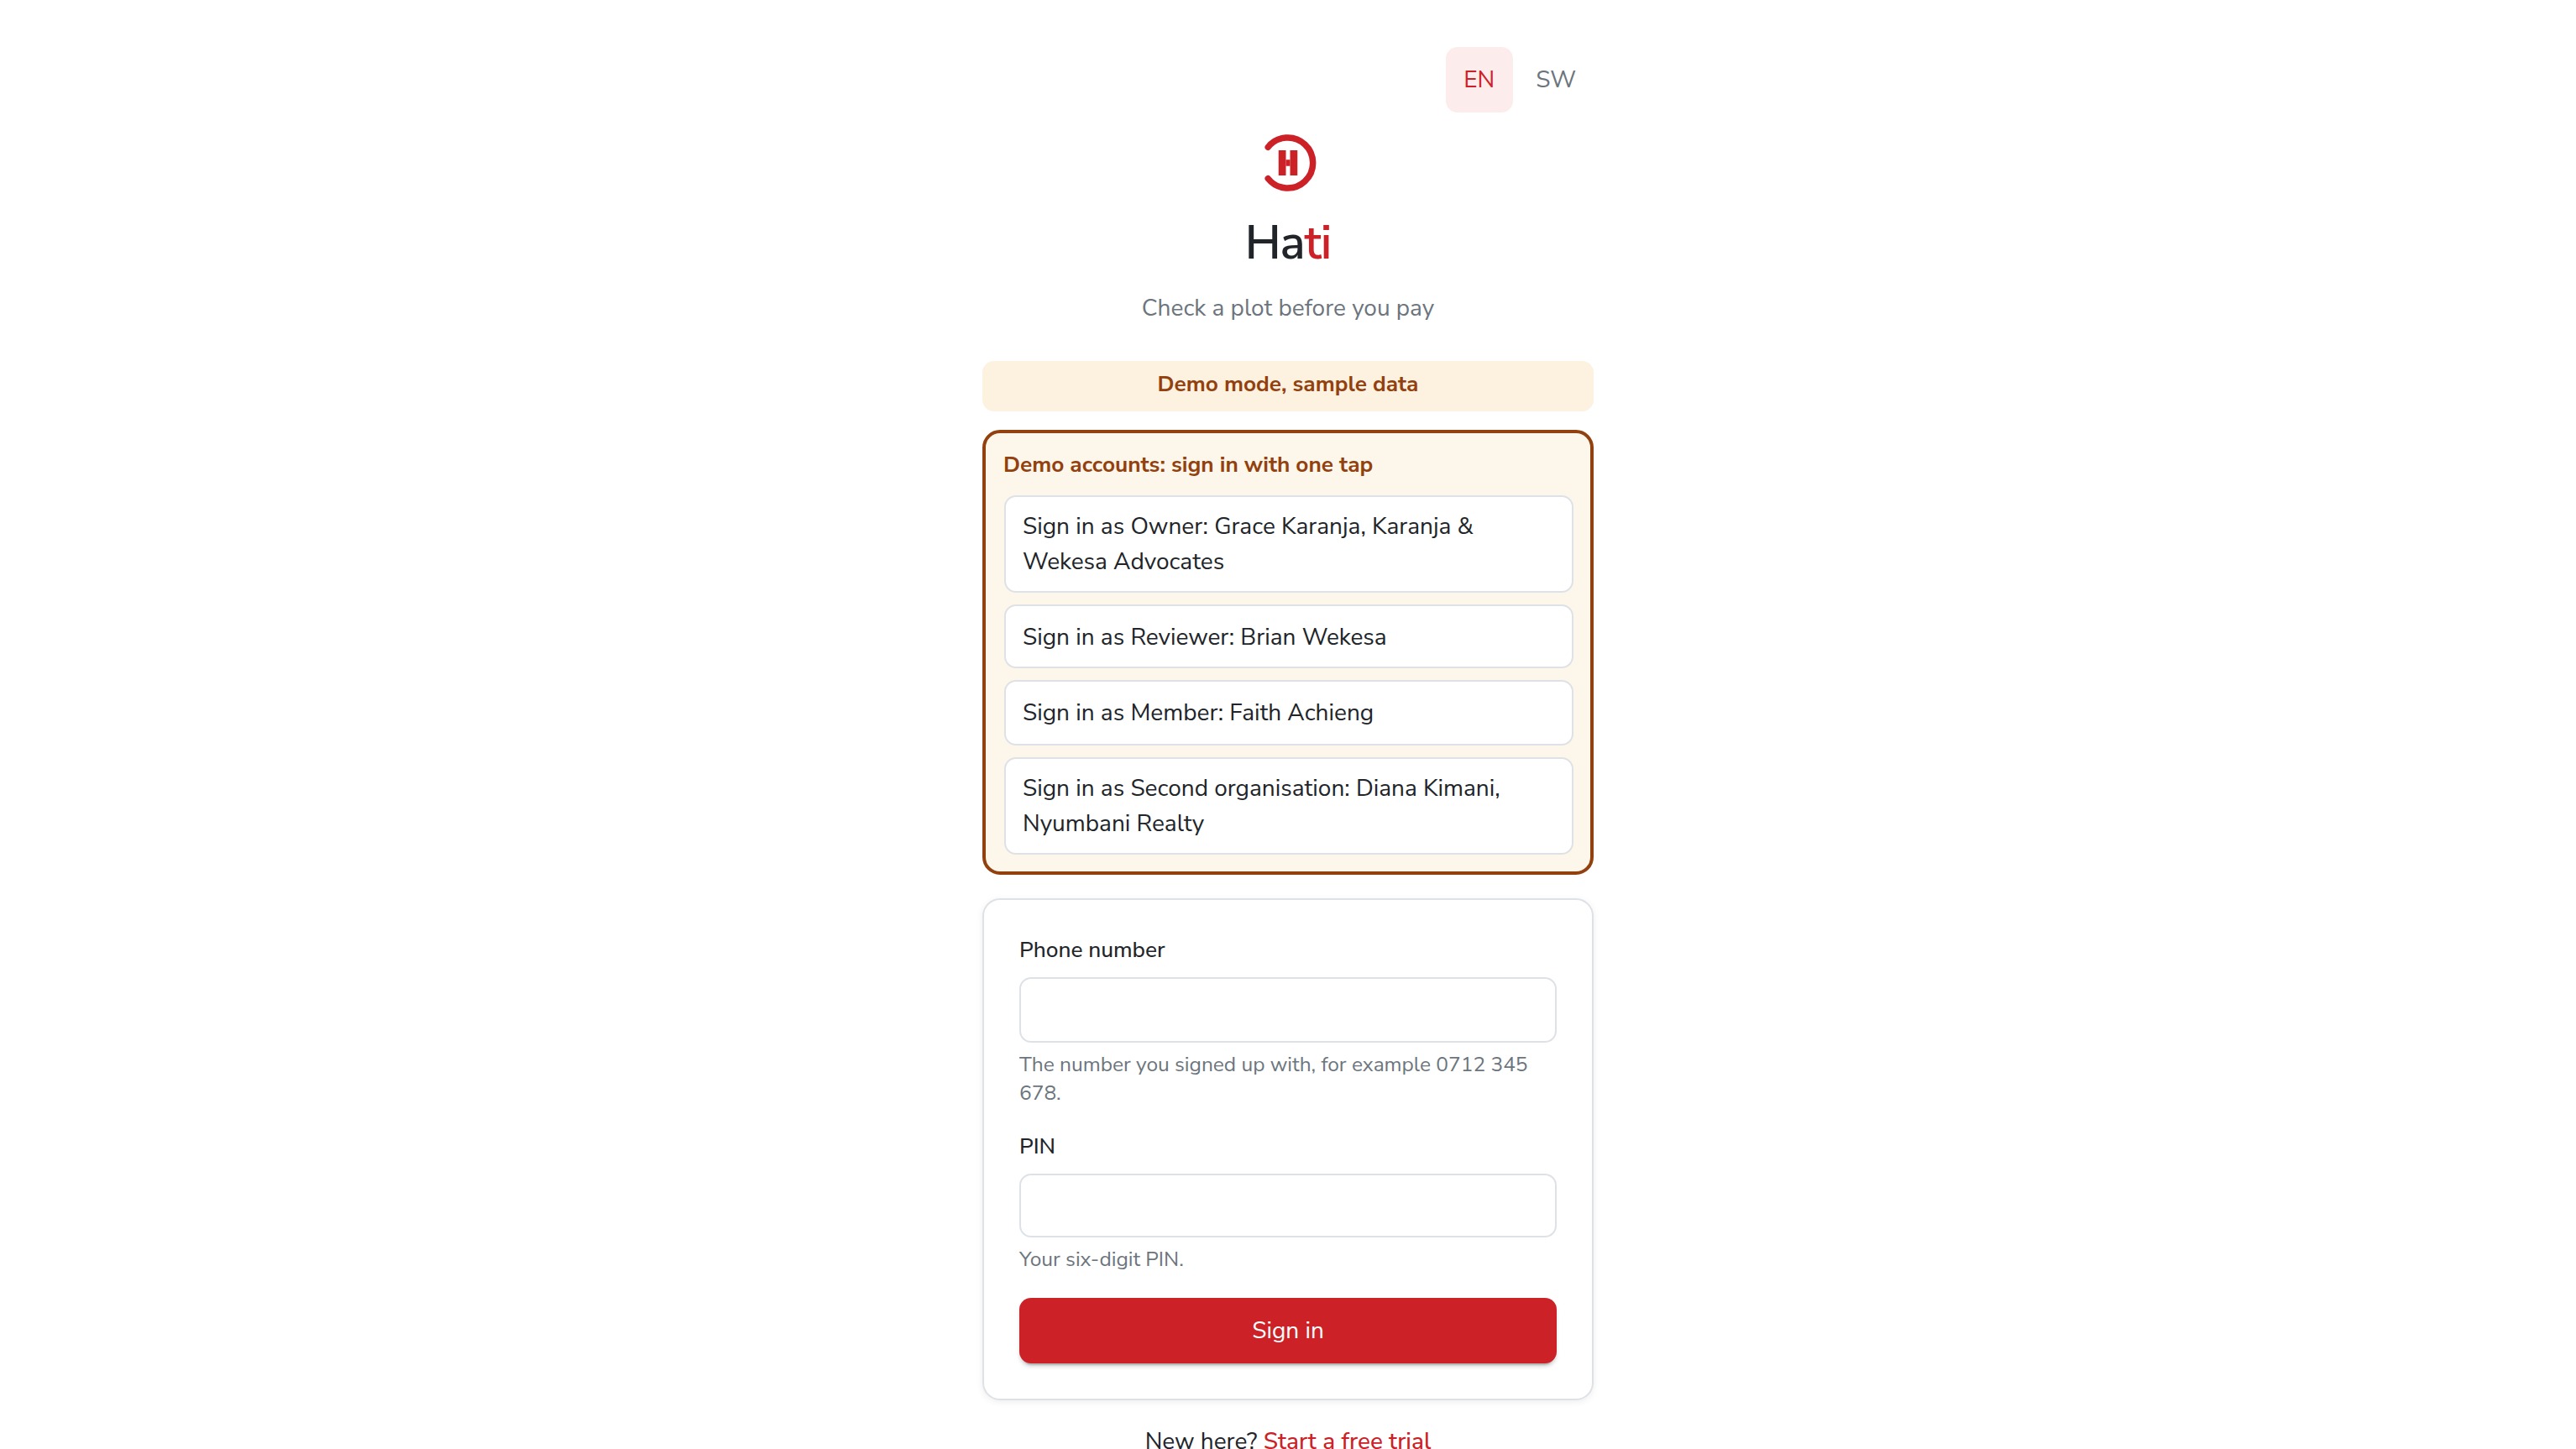 EN SW
H
Hati
Check a plot before you pay
Demo mode, sample data
Demo accounts: sign in with one tap
Sign in as Owner: Grace Karanja, Karanja &
Wekesa Advocates
Sign in as Reviewer: Brian Wekesa
Sign in as Member: Faith Achieng
Sign in as Second organisation: Diana Kimani,
Nyumbani Realty
Phone number
The number you signed up with, for example 0712 345
678.
PIN
Your six-digit PIN.
Sign in
New here? Start a free trial